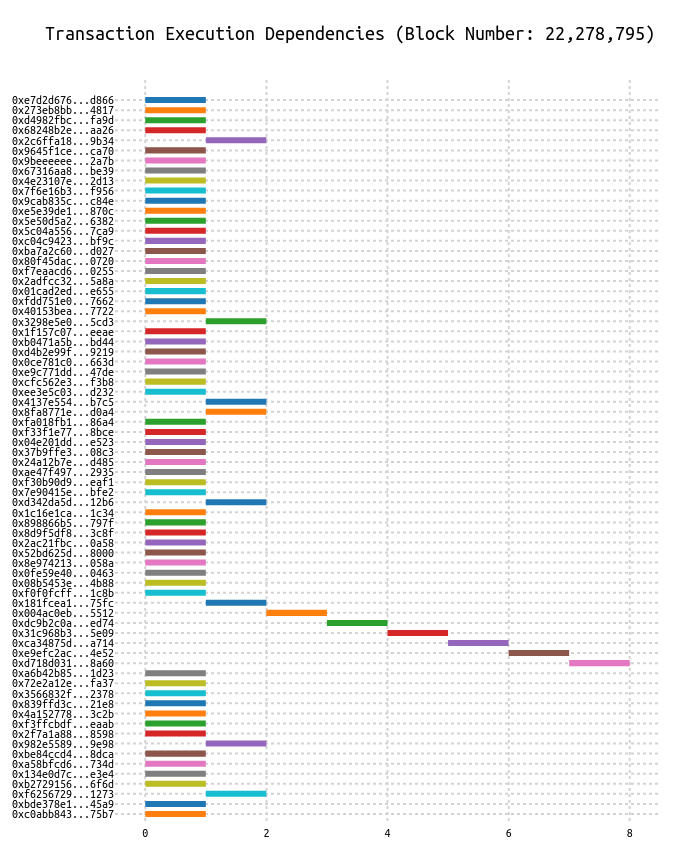 Transaction Execution Dependencies (Block Number: 22,278,795)
0xe7d2d676...d866
0x273eb8bb...4817
0xd4982fbc...fa9d
0x68248b2e...aa26
0x2c6ffa18...9b34
0x9645f1ce...ca70
0x9beeeeee...2a7b
0x67316aa8...be39
0x4e23107e...2d13
0x7f6e16b3...f956
0x9cab835c...c84e
0xe5e39de1...870c
0x5e50d5a2...6382
0x5c04a556...7ca9
0xc04c9423...bf9c
0xba7a2c60...d027
0x80f45dac...0720
0xf7eaacd6...0255
0x2adfcc32...5a8a
0x01cad2ed...e655
0xfdd751e0...7662
0x40153bea...7722
0x3298e5e0...5cd3
0x1f157c07...eeae
0xb0471a5b...bd44
0xd4b2e99f...9219
0x0ce781c0...663d
0xe9c771dd...47de
0xcfc562e3...f3b8
0xee3e5c03...d232
0x4137e554...b7c5
0x8fa8771e...d0a4
0xfa018fb1...86a4
0xf33f1e77...8bce
0x04e201dd...e523
0x37b9ffe3...08c3
0x24a12b7e...d485
0xae47f497...2935
0xf30b90d9...eaf1
0x7e90415e...bfe2
0xd342da5d...12b6
0x1c16e1ca...1c34
0x898866b5...797f
0x8d9f5df8...3c8f
0x2ac21fbc...0a58
0x52bd625d...8000
0x8e974213...058a
0x0fe59e40...0463
0x08b5453e...4b88
0xf0f0fcff...1c8b
0x181fcea1...75fc
0x004ac0eb...5512
0xdc9b2c0a...ed74
0x31c968b3...5e09
0xca34875d...a714
0xe9efc2ac...4e52
0xd718d031...8a60
0xa6b42b85...1d23
0x72e2a12e...fa37
0x3566832f...2378
0x839ffd3c...21e8
0x4a152778...3c2b
0xf3ffcbdf...eaab
0x2f7a1a88...8598
0x982e5589...9e98
0xbe84ccd4...8dca
0xa58bfcd6...734d
0x134e0d7c...e3e4
0xb2729156...6f6d
0xf6256729...1273
0xbde378e1...45a9
0xc0abb843...75b7
0 2 4 6 8